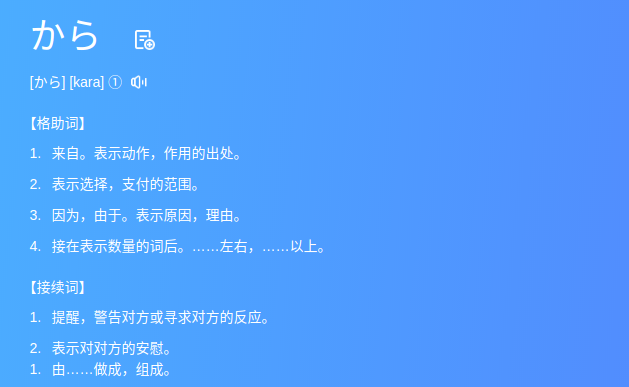 から
[から] [kara] ①
【格助词】
1. 来自。表示动作，作用的出处。
2. 表示选择，支付的范围。
3. 因为，由于。表示原因，理由。
4. 接在表示数量的词后。……左右，……以上。
【接续词】
1. 提醒，警告对方或寻求对方的反应。
2. 表示对对方的安慰。
1. 由……做成，组成。